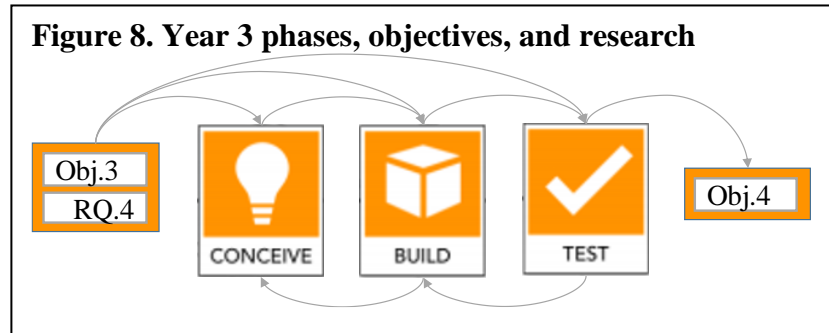 Figure 8. Year 3 phases, objectives, and research
Obj.3
RQ.4
CONCEIVE
BUILD
TEST
Obj.4